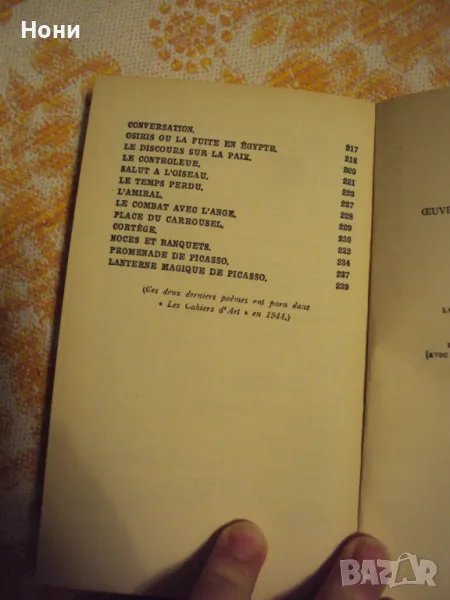 Нони
CONVERSATION. 217
OSIRIS OU LA FUITE EN ÉGYPTE. 218
LE DISCOURS SUR LA PAIX. 220
LE CONTROLEUR. 221
SALUT A L'OISEAU. 223
LE TEMPS PERDU. 227
L'AMIRAL. 228
LE COMBAT AVEC L'ANGE. 229
PLACE DU CARROUSEL. 230
CORTÈGE. 233
NOCES ET BANQUETS. 234
PROMENADE DE PICASSO. 237
LANTERNE MAGIQUE DE PICASSO. 239
(Ces deux derniers poèmes ont paru dans
« Les Cahiers d'Art » en 1944.)
ŒUVR
(avec
BAZAR